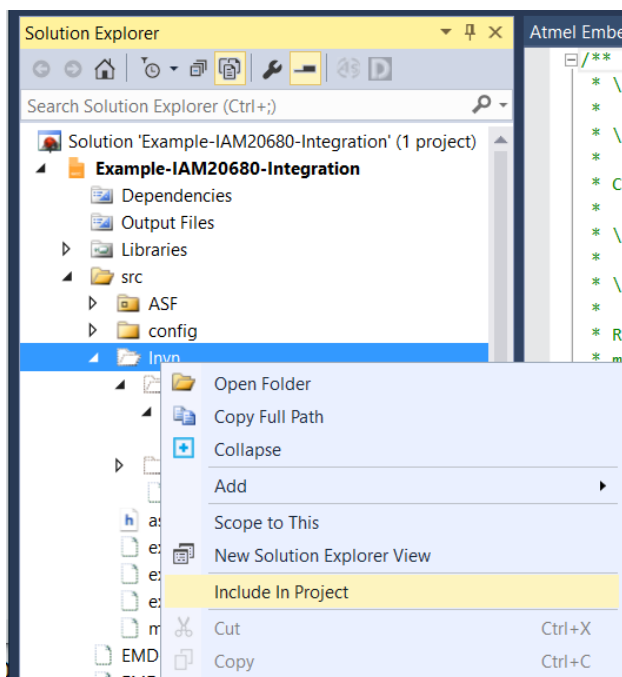 Solution Explorer
Atmel Embe
Search Solution Explorer (Ctrl+;)
Solution 'Example-IAM20680-Integration' (1 project)
Example-IAM20680-Integration
Dependencies
Output Files
Libraries
src
ASF
config
Invn
Open Folder
Copy Full Path
Collapse
Add
Scope to This
New Solution Explorer View
Include In Project
Cut Ctrl+X
Copy Ctrl+C
EMD
/**
* \
*
* \
*
* C
*
* \
*
* \
*
* R